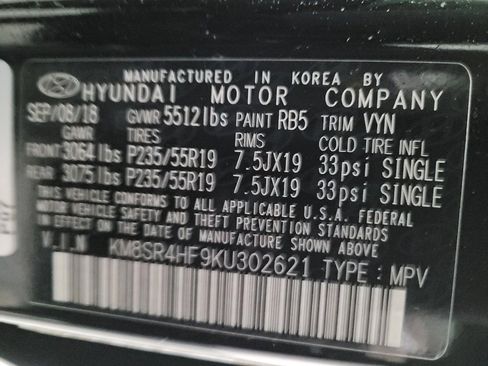 MANUFACTURED IN KOREA BY
HYUNDAI MOTOR COMPANY
SEP/08/18 GVWR 5512lbs PAINT RB5 TRIM VYN
GAWR TIRES RIMS COLD TIRE INFL
FRONT 3064lbs P235/55R19 7.5JX19 33psi SINGLE
REAR 3075lbs P235/55R19 7.5JX19 33psi SINGLE
THIS VEHICLE CONFORMS TO ALL APPLICABLE U.S.A. FEDERAL
MOTOR VEHICLE SAFETY AND THEFT PREVENTION STANDARDS
IN EFFECT ON THE DATE OF MANUFACTURE SHOWN ABOVE.
V.I.N KM8SR4HF9KU302621 TYPE : MPV